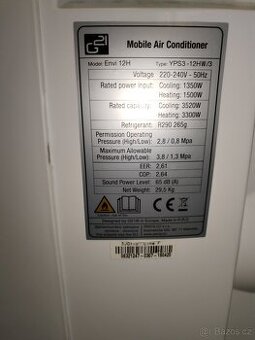 G21
Mobile Air Conditioner
Model: Envi 12H Type: YPS3 -12HW/3
Voltage 220-240V - 50Hz
Rated power input: Cooling: 1350W
Heating: 1500W
Rated capacity: Cooling: 3520W
Heating: 3300W
Refrigerant: R290 265g
Permission Operating
Pressure (High/Low): 2,8 / 0,8 Mpa
Maximum Allowable
Pressure (High/Low): 3,8 / 1,3 Mpa
EER: 2,61
COP: 2,64
Sound Power Level: 65 dB (A)
Net Weight: 29,5 Kg
CE
bazos.cz